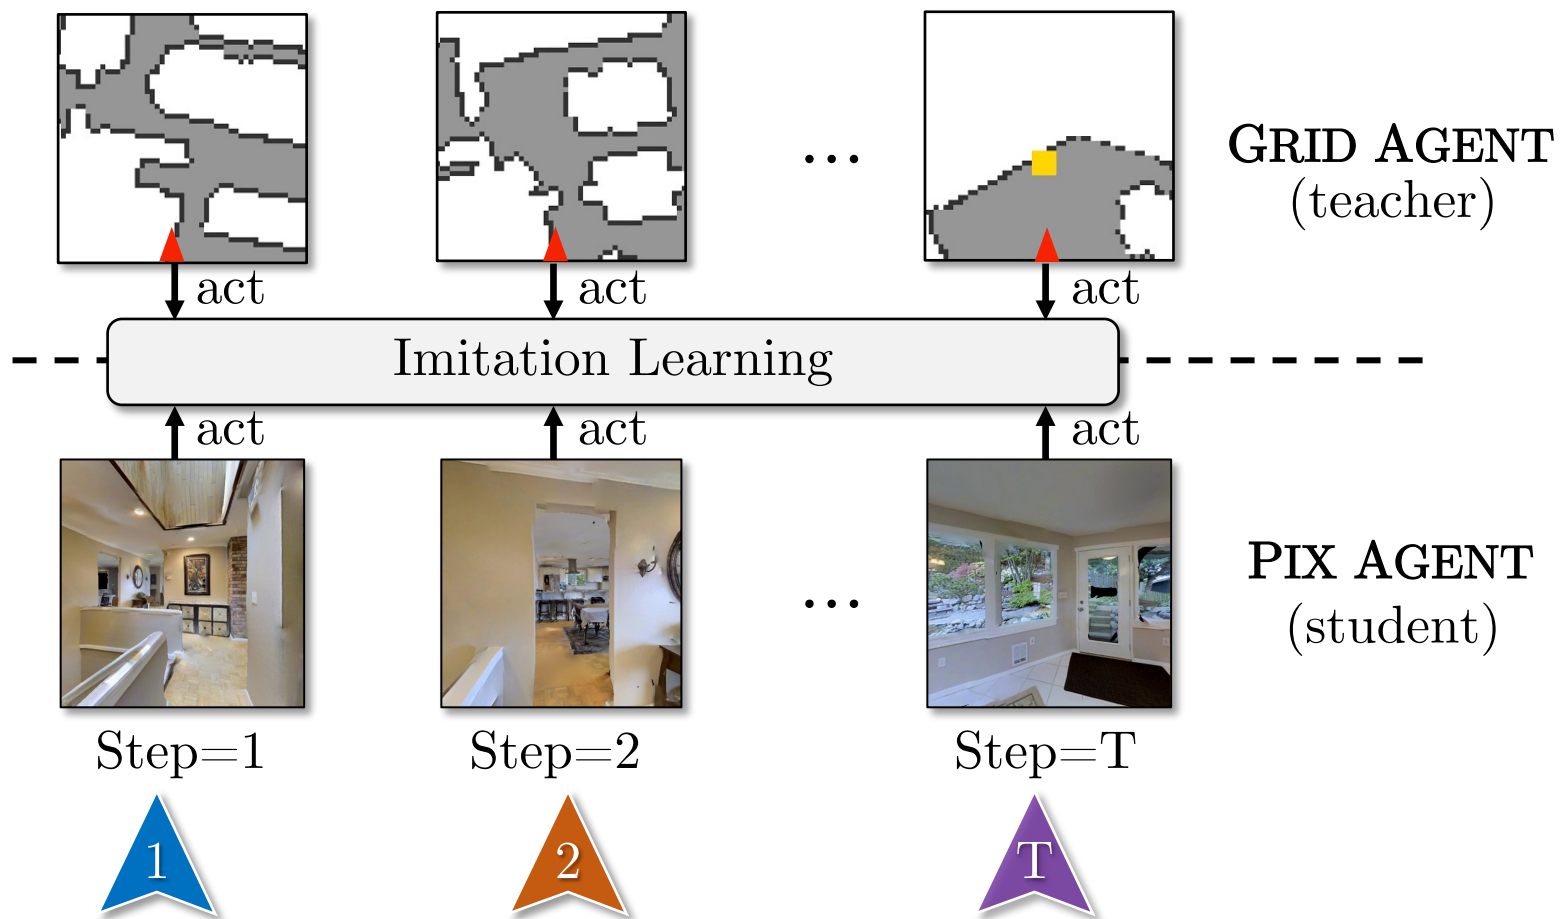 ...
GRID AGENT
(teacher)
act act act
Imitation Learning
act act act
...
PIX AGENT
(student)
Step=1 Step=2 Step=T
1 2 T